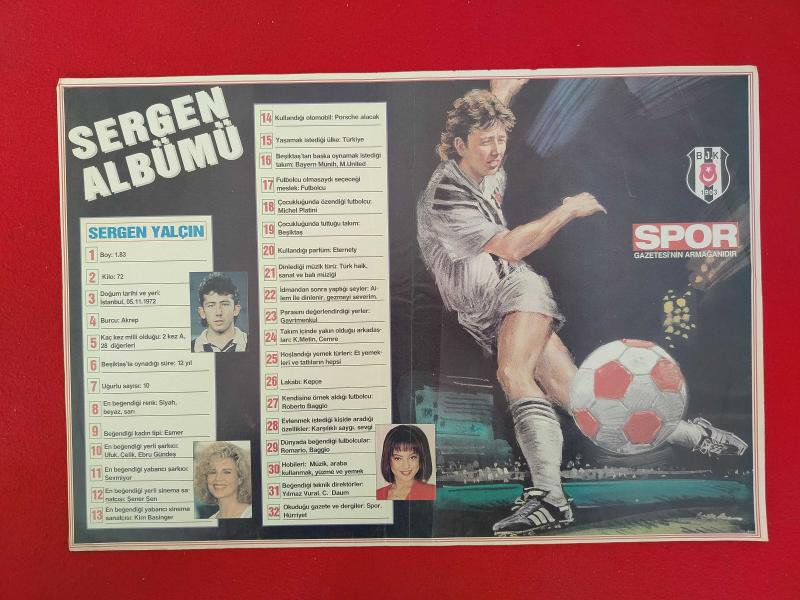 SERGEN
ALBÜMÜ
SERGEN YALÇIN
1 Boy: 1.83
2 Kilo: 72
3 Doğum tarihi ve yeri:
İstanbul, 05.11.1972
4 Burcu: Akrep
5 Kaç kez milli olduğu: 2 kez A,
28 diğerleri
6 Beşiktaş'ta oynadığı süre: 12 yıl
7 Uğurlu sayısı: 10
8 En beğendiği renk: Siyah,
beyaz, sarı
9 Beğendiği kadın tipi: Esmer
10 En beğendiği yerli şarkıcı:
Ufuk, Çelik, Ebru Gündeş
11 En beğendiği yabancı şarkıcı:
Sevmiyor
12 En beğendiği yerli sinema sa-
natcısı: Şener Şen
13 En beğendiği yabancı sinema
sanatçısı: Kim Basinger
14 Kullandığı otomobil: Porsche alacak
15 Yaşamak istediği ülke: Türkiye
16 Beşiktaş'tan başka oynamak istediği
takım: Bayern Münih, M.United
17 Futbolcu olmasaydı seçeceği
meslek: Futbolcu
18 Çocukluğunda özendiği futbolcu:
Michel Platini
19 Çocukluğunda tuttuğu takım:
Beşiktaş
20 Kullandığı parfüm: Eternety
21 Dinlediği müzik türü: Türk halk,
sanat ve batı müziği
22 İdmandan sonra yaptığı şeyler: Ai-
lem ile dinlenir, gezmeyi severim.
23 Parasını değerlendirdiği yerler:
Gayrimenkul
24 Takım içinde yakın olduğu arkadaş-
ları: K.Metin, Cemre
25 Hoşlandığı yemek türleri: Et yemek-
leri ve tatlıların hepsi
26 Lakabı: Kepçe
27 Kendisine örnek aldığı futbolcu:
Roberto Baggio
28 Evlenmek istediği kişide aradığı
özellikler: Karşılıklı saygı, sevgi
29 Dünyada beğendiği futbolcular:
Romario, Baggio
30 Hobileri: Müzik, araba
kullanmak, yüzme ve yemek
31 Beğendiği teknik direktörler:
Yılmaz Vural, C. Daum
32 Okuduğu gazete ve dergiler: Spor,
Hürriyet
BJK
1903
SPOR
GAZETESİ'NİN ARMAĞANIDIR